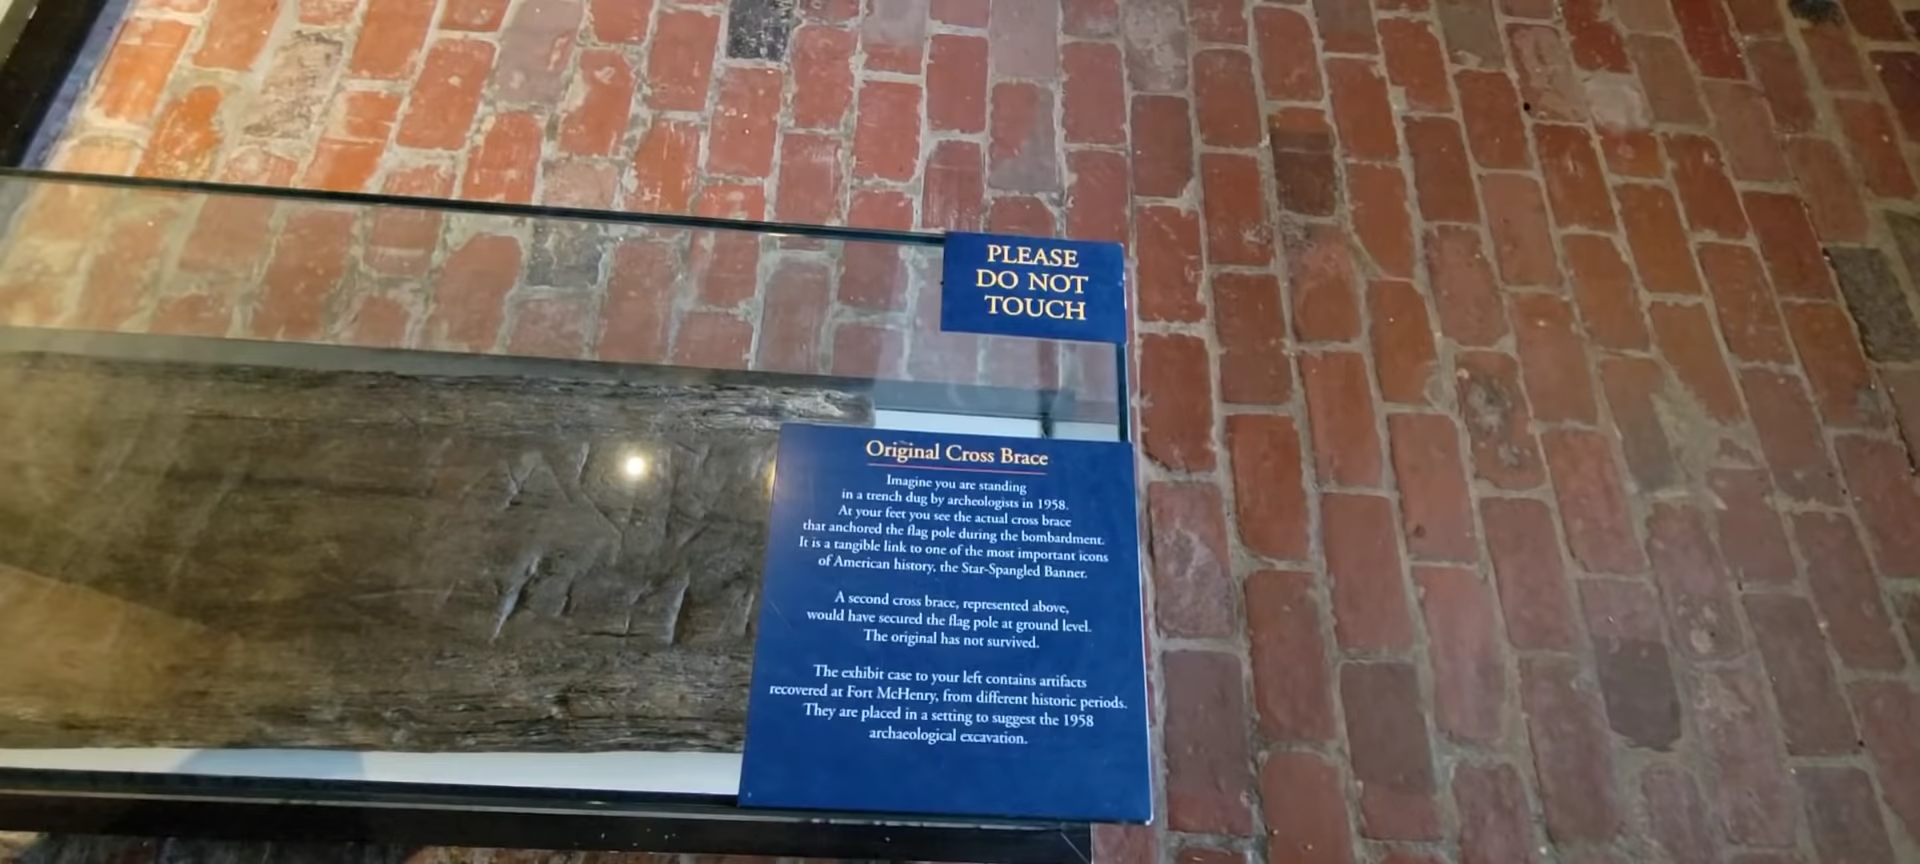 PLEASE
DO NOT
TOUCH
Original Cross Brace
Imagine you are standing
in a trench dug by archeologists in 1958.
At your feet you see the actual cross brace
that anchored the flag pole during the bombardment.
It is a tangible link to one of the most important icons
of American history, the Star-Spangled Banner.
A second cross brace, represented above,
would have secured the flag pole at ground level.
The original has not survived.
The exhibit case to your left contains artifacts
recovered at Fort McHenry, from different historic periods.
They are placed in a setting to suggest the 1958
archaeological excavation.